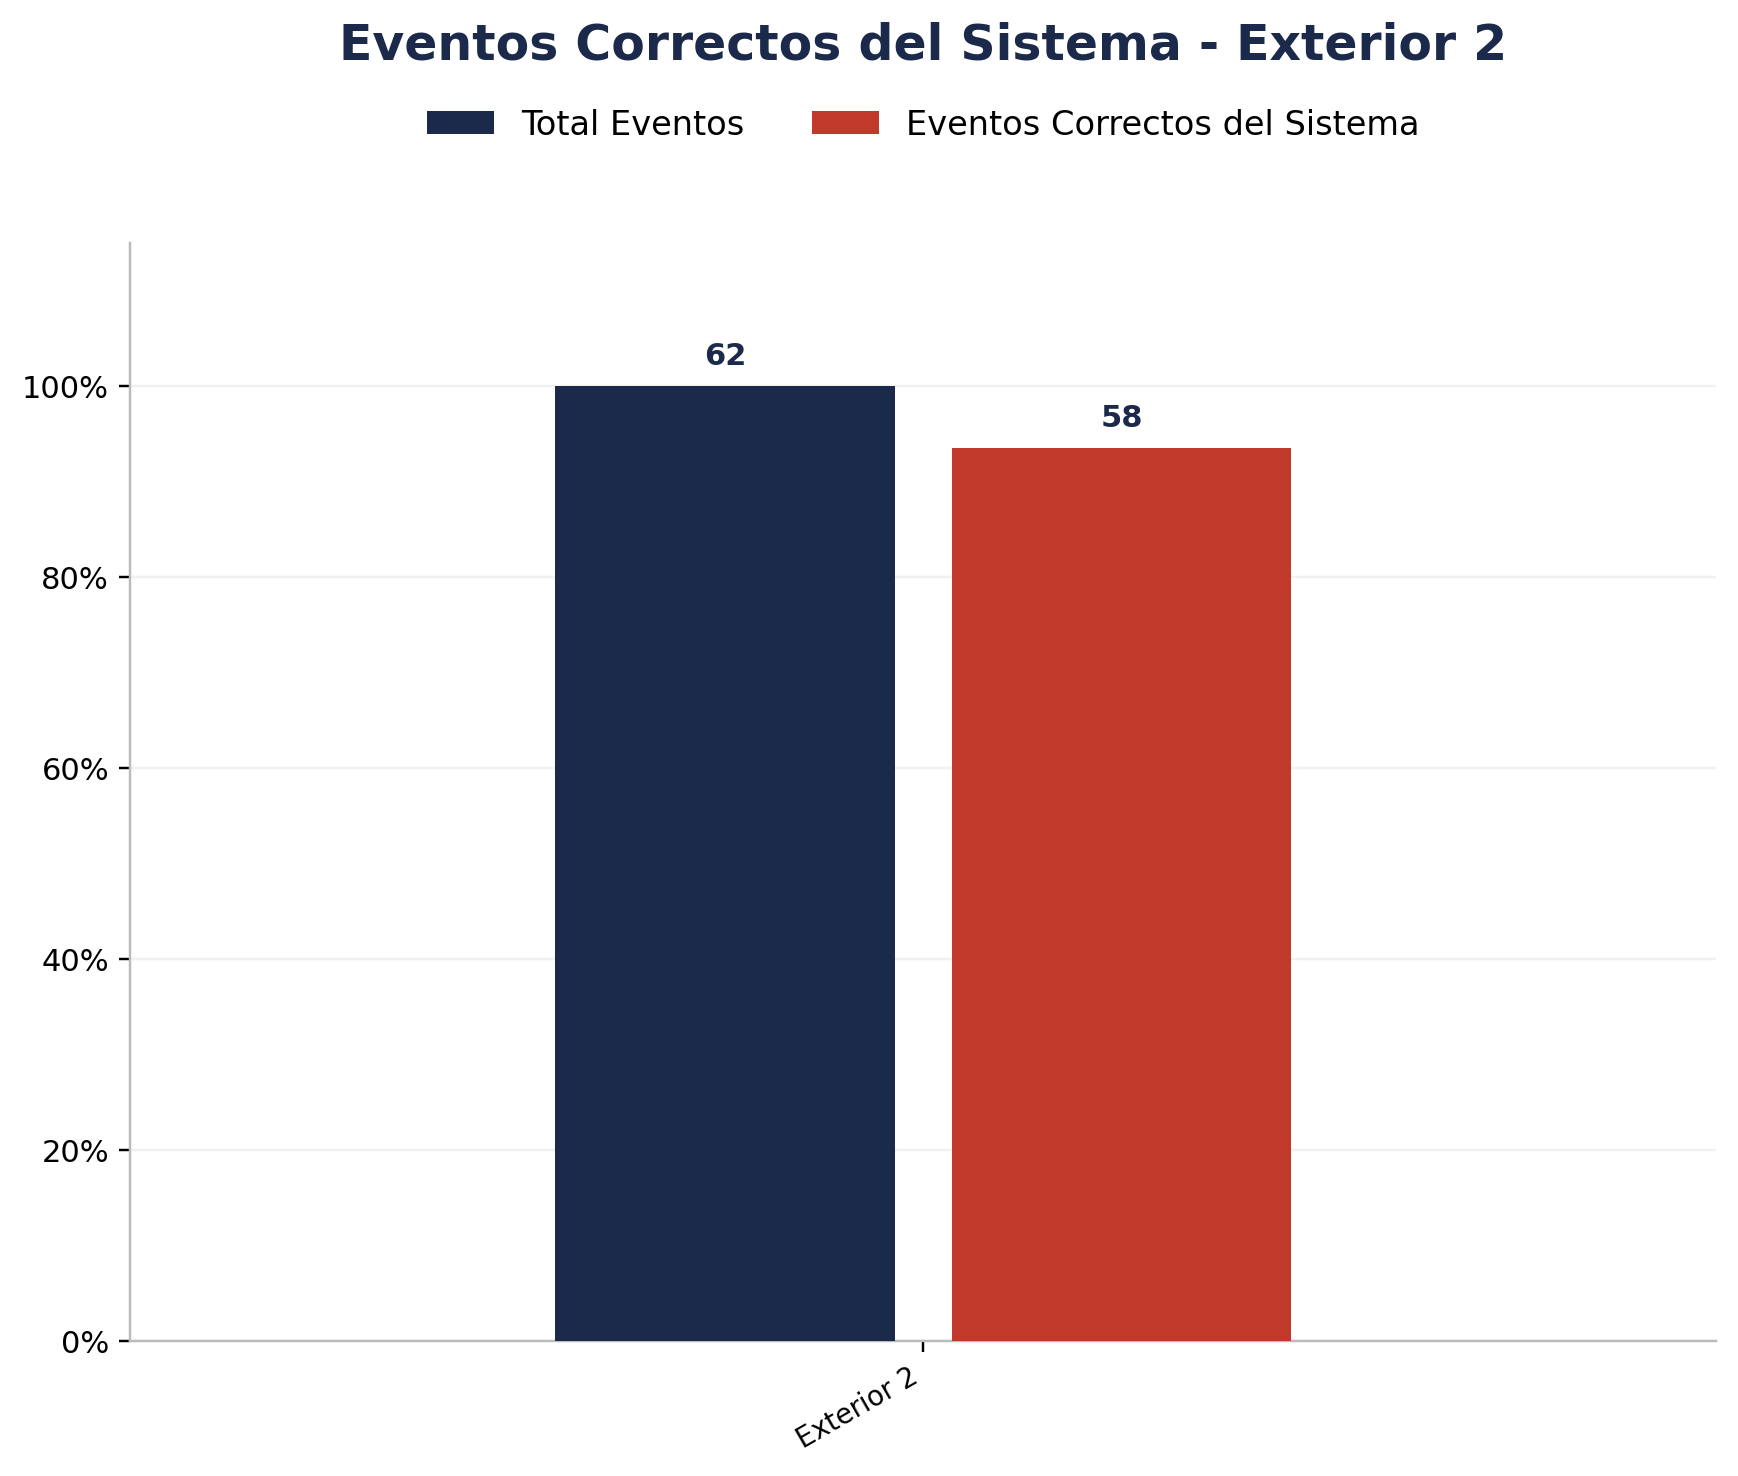 Eventos Correctos del Sistema - Exterior 2
Total Eventos
Eventos Correctos del Sistema
62
100%
58
80%
60%
40%
20%
0%
Exterior 2